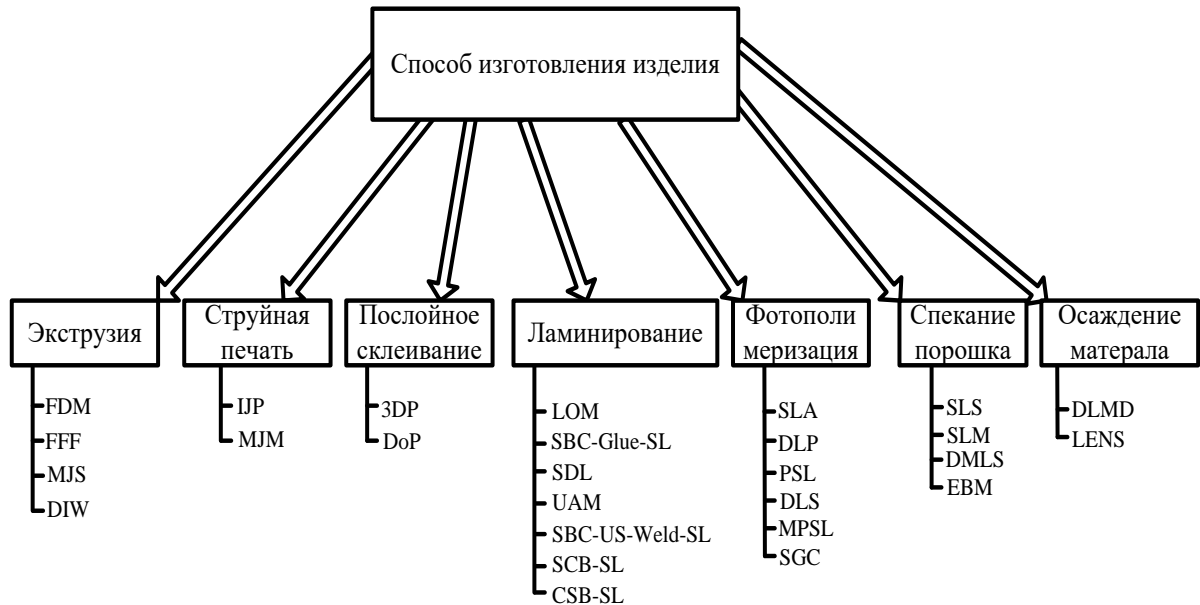 Способ изготовления изделия
Экструзия
FDM
FFF
MJS
DIW
Струйная
печать
IJP
MJM
Послойное
склеивание
3DP
DoP
Ламинирование
LOM
SBC-Glue-SL
SDL
UAM
SBC-US-Weld-SL
SCB-SL
CSB-SL
Фотополи
меризация
SLA
DLP
PSL
DLS
MPSL
SGC
Спекание
порошка
SLS
SLM
DMLS
EBM
Осаждение
матерала
DLMD
LENS